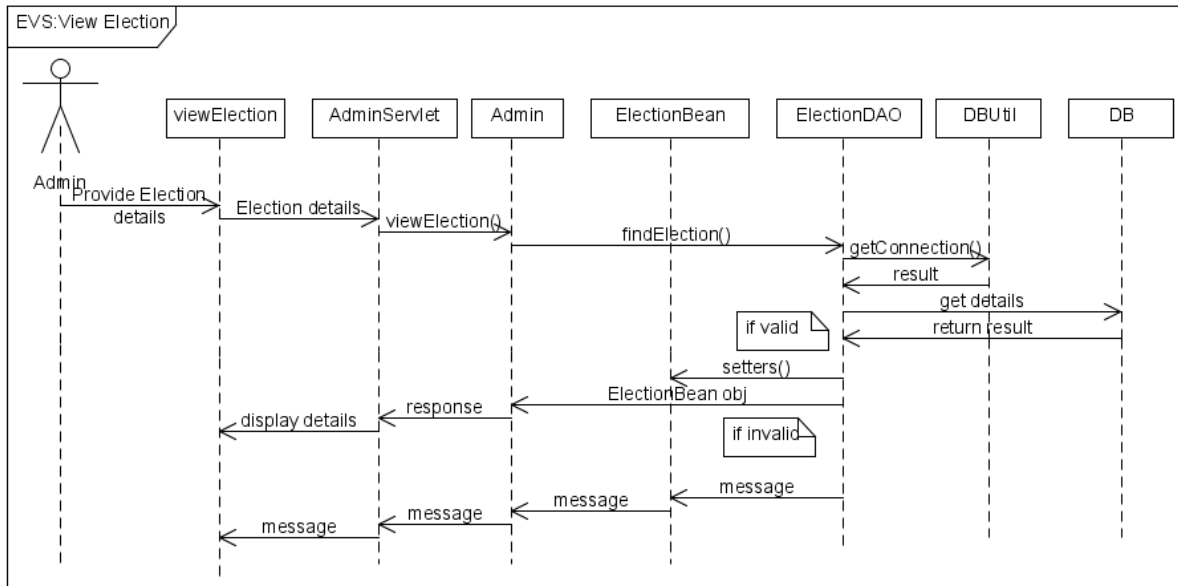 EVS:View Election
viewElection
AdminServlet
Admin
ElectionBean
ElectionDAO
DBUtil
DB
Admin
Provide Election
details
Election details
viewElection()
findElection()
getConnection()
result
get details
if valid
return result
setters()
ElectionBean obj
response
display details
if invalid
message
message
message
message